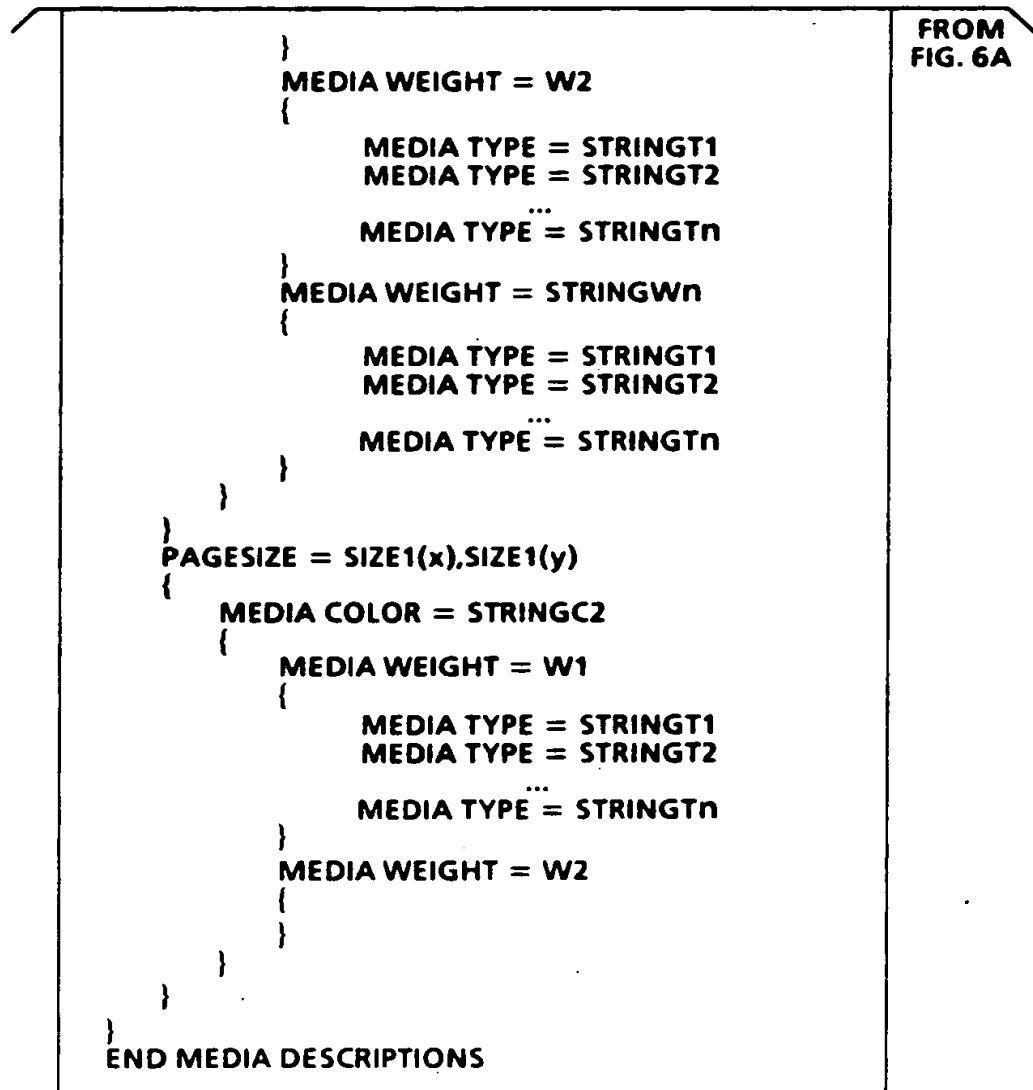 FROM
FIG. 6A
}
MEDIA WEIGHT = W2
{
MEDIA TYPE = STRINGT1
MEDIA TYPE = STRINGT2
...
MEDIA TYPE = STRINGTn
}
MEDIA WEIGHT = STRINGWn
{
MEDIA TYPE = STRINGT1
MEDIA TYPE = STRINGT2
...
MEDIA TYPE = STRINGTn
}
}
}
PAGESIZE = SIZE1(x),SIZE1(y)
{
MEDIA COLOR = STRINGC2
{
MEDIA WEIGHT = W1
{
MEDIA TYPE = STRINGT1
MEDIA TYPE = STRINGT2
...
MEDIA TYPE = STRINGTn
}
MEDIA WEIGHT = W2
{
}
}
}
}
END MEDIA DESCRIPTIONS